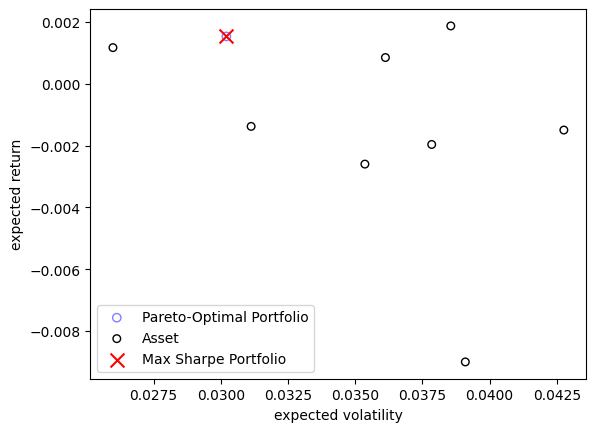 0.002
0.000
−0.002
−0.004
−0.006
−0.008
expected return
Pareto-Optimal Portfolio
Asset
Max Sharpe Portfolio
0.0275 0.0300 0.0325 0.0350 0.0375 0.0400 0.0425
expected volatility